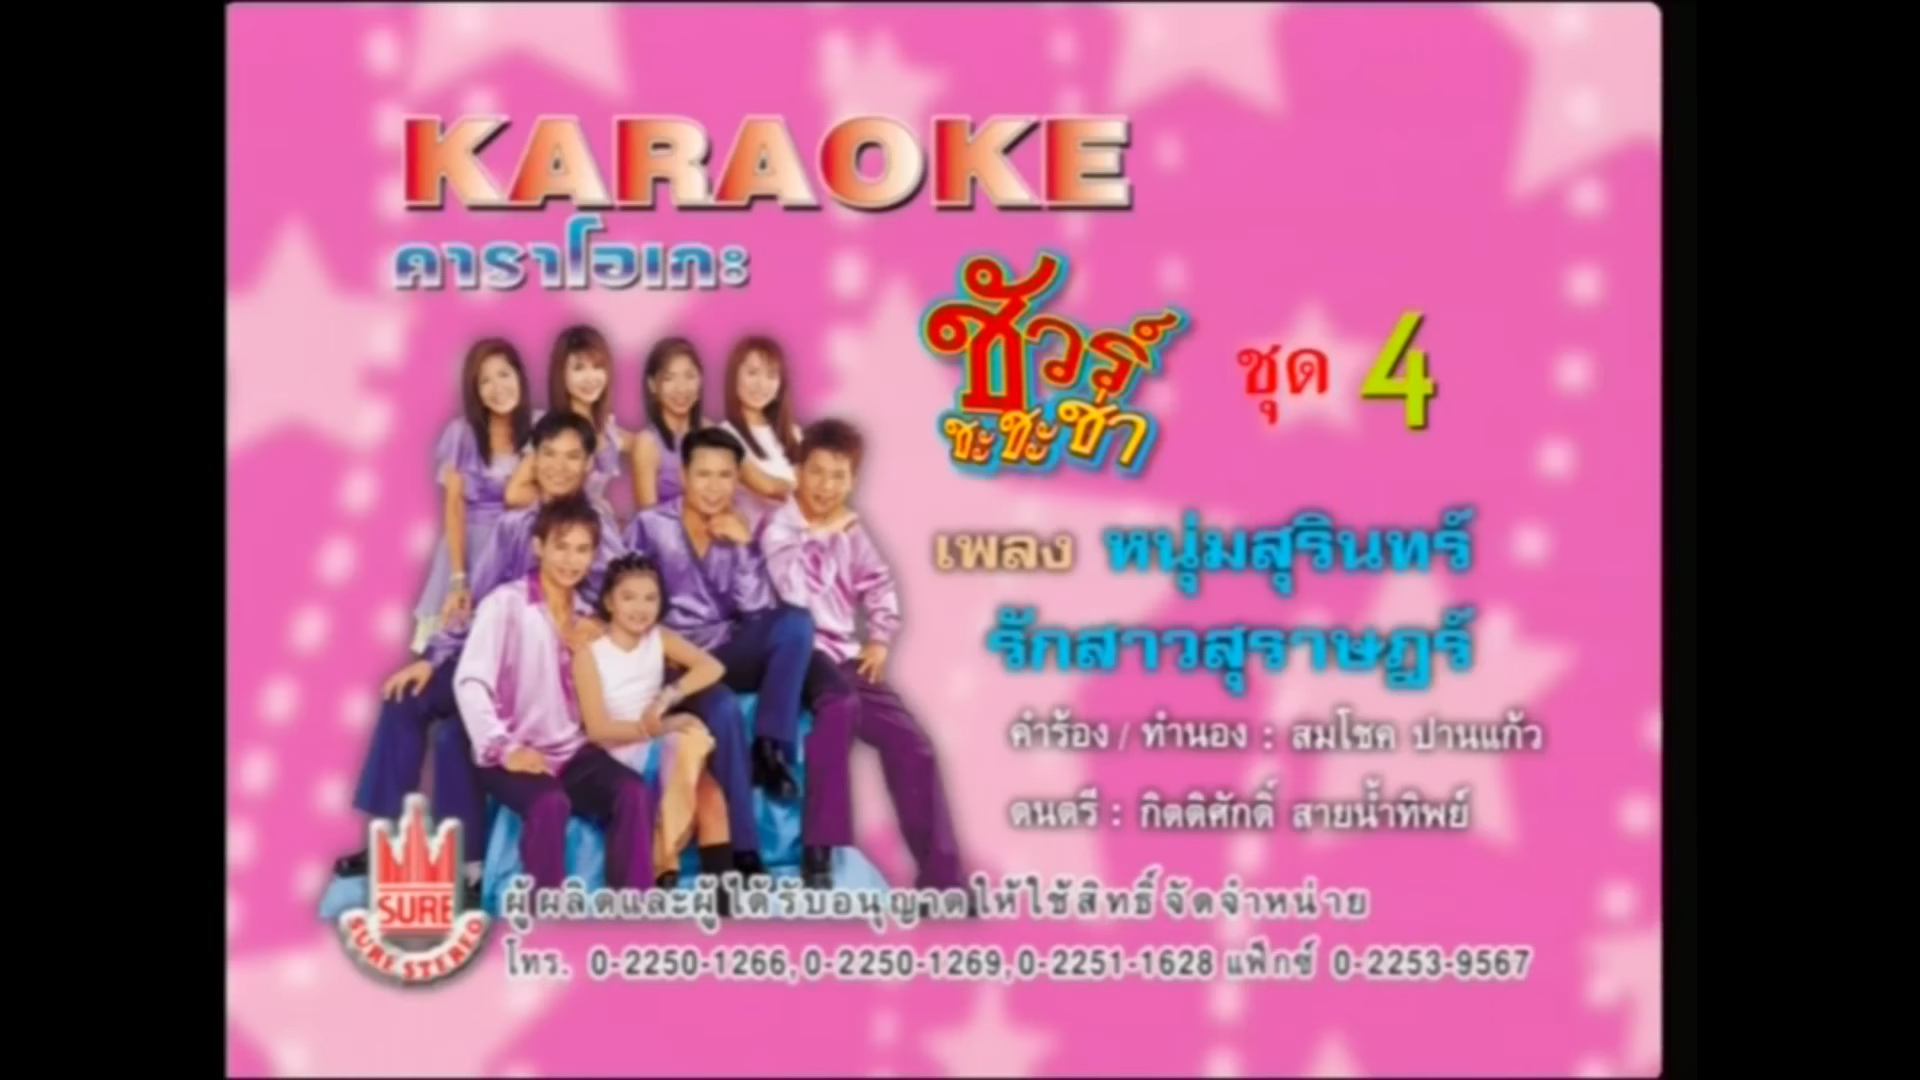 KARAOKE
คาราโอเกะ
ชัวร์ ชุด 4
ชะชะช่า
เพลง หนุ่มสุรินทร์
รักสาวสุราษฎร์
คำร้อง / ทำนอง : สมโชค ปานแก้ว
ดนตรี : กิตติศักดิ์ สายน้ำทิพย์
SURE
SURE STEREO
ผู้ผลิตและผู้ได้รับอนุญาตให้ใช้สิทธิ์จัดจำหน่าย
โทร. 0-2250-1266,0-2250-1269,0-2251-1628 แฟ็กซ์ 0-2253-9567